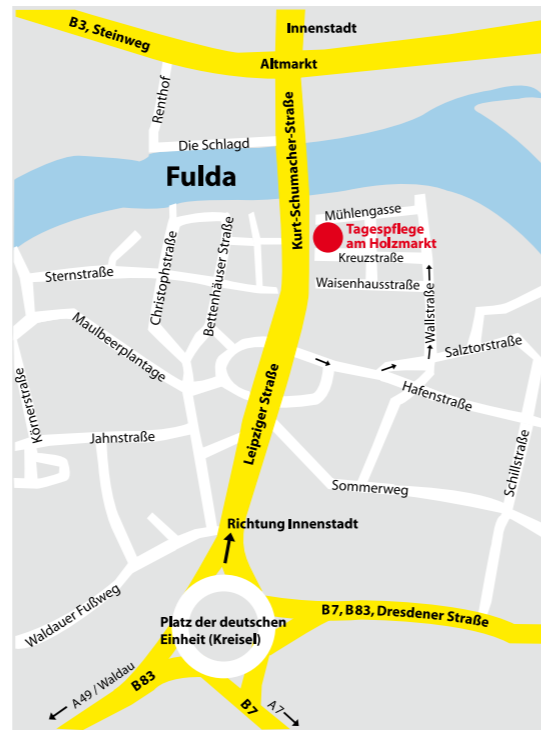 B3, Steinweg
Innenstadt
Altmarkt
Renthof
Die Schlagd
Fulda
Kurt-Schumacher-Straße
Mühlengasse
Tagespflege
am Holzmarkt
Kreuzstraße
Waisenhausstraße
Wallstraße
Christophstraße
Bettenhäuser Straße
Sternstraße
Maulbeerplantage
Salztorstraße
Hafenstraße
Körnerstraße
Leipziger Straße
Jahnstraße
Schillstraße
Sommerweg
Richtung Innenstadt
Waldauer Fußweg
Platz der deutschen
Einheit (Kreisel)
B7, B83, Dresdener Straße
A49 / Waldau
B83
B7
A7